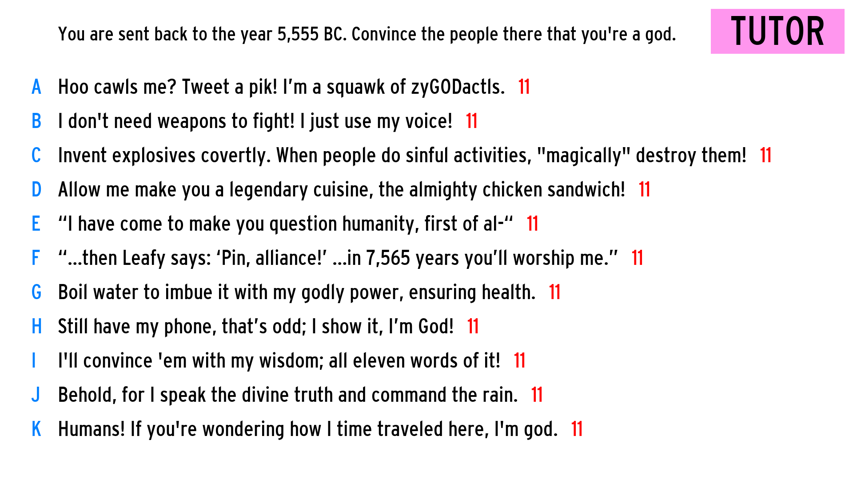 You are sent back to the year 5,555 BC. Convince the people there that you're a god.
TUTOR
A Hoo cawls me? Tweet a pik! I’m a squawk of zyGODactls. 11
B I don't need weapons to fight! I just use my voice! 11
C Invent explosives covertly. When people do sinful activities, "magically" destroy them! 11
D Allow me make you a legendary cuisine, the almighty chicken sandwich! 11
E “I have come to make you question humanity, first of al-“ 11
F “...then Leafy says: ‘Pin, alliance!’ ...in 7,565 years you’ll worship me.” 11
G Boil water to imbue it with my godly power, ensuring health. 11
H Still have my phone, that’s odd; I show it, I’m God! 11
I I'll convince 'em with my wisdom; all eleven words of it! 11
J Behold, for I speak the divine truth and command the rain. 11
K Humans! If you're wondering how I time traveled here, I'm god. 11